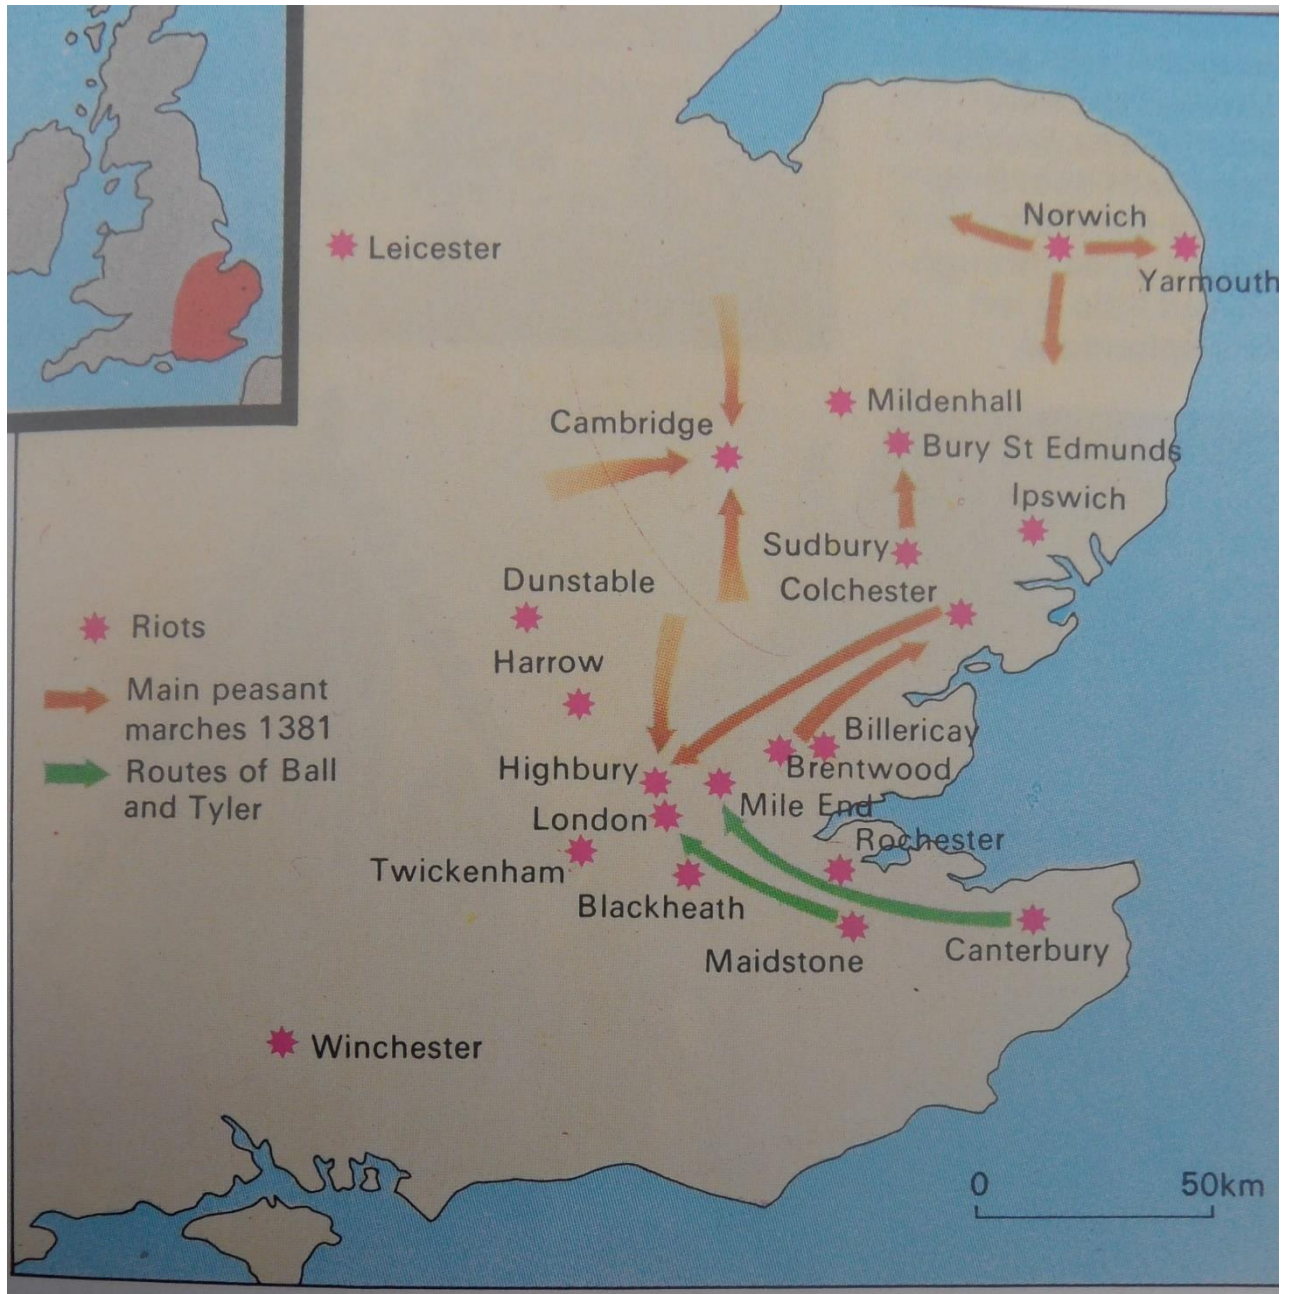 Norwich
Leicester
Yarmouth
Mildenhall
Cambridge
Bury St Edmunds
Ipswich
Sudbury
Dunstable
Colchester
Riots
Harrow
Main peasant
marches 1381
Billericay
Highbury
Brentwood
Routes of Ball
and Tyler
Mile End
London
Rochester
Twickenham
Blackheath
Canterbury
Maidstone
Winchester
0 50km